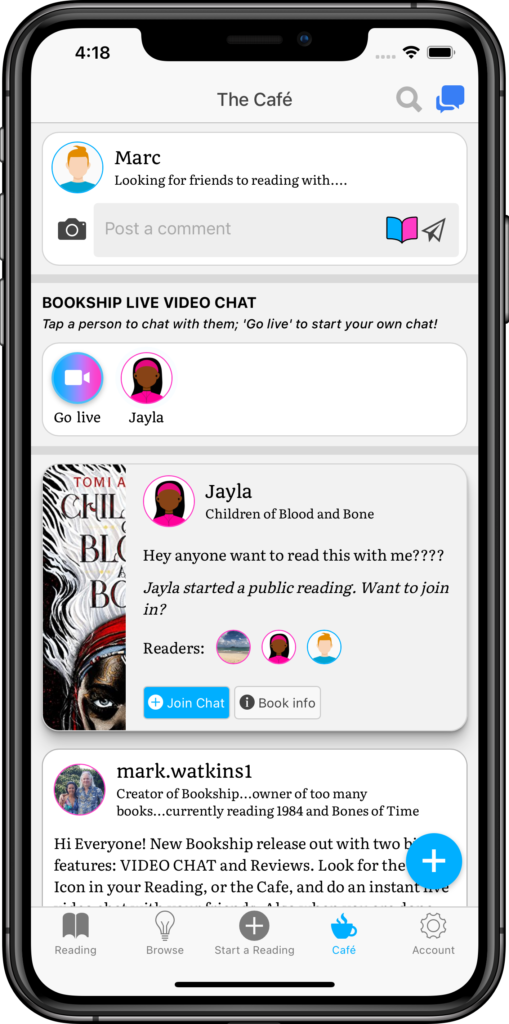 4:18
The Café
Marc
Looking for friends to reading with....
Post a comment
BOOKSHIP LIVE VIDEO CHAT
Tap a person to chat with them; 'Go live' to start your own chat!
Go live
Jayla
TOMI A
CHIL
BLO
A
BO
Jayla
Children of Blood and Bone
Hey anyone want to read this with me????
Jayla started a public reading. Want to join
in?
Readers:
Join Chat
Book info
mark.watkins1
Creator of Bookship...owner of too many
books...currently reading 1984 and Bones of Time
Hi Everyone! New Bookship release out with two
features: VIDEO CHAT and Reviews. Look for the
Icon in your Reading, or the Cafe, and do an instant live
Reading
Browse
Start a Reading
Café
Account